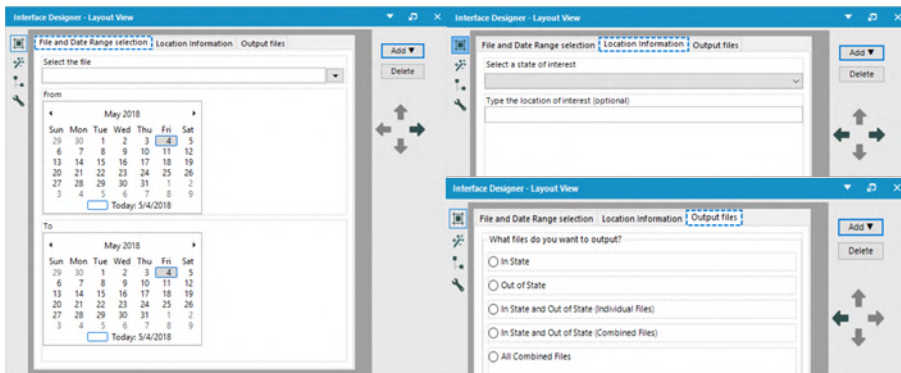 Interface Designer - Layout View
File and Date Range selection Location Information Output files
Add ▼
Delete
Select the file
From
May 2018
Sun Mon Tue Wed Thu Fri Sat
29 30 1 2 3 4 5
6 7 8 9 10 11 12
13 14 15 16 17 18 19
20 21 22 23 24 25 26
27 28 29 30 31 1 2
3 4 5 6 7 8 9
Today: 5/4/2018
To
May 2018
Sun Mon Tue Wed Thu Fri Sat
29 30 1 2 3 4 5
6 7 8 9 10 11 12
13 14 15 16 17 18 19
20 21 22 23 24 25 26
27 28 29 30 31 1 2
3 4 5 6 7 8 9
Today: 5/4/2018
Interface Designer - Layout View
File and Date Range selection Location Information Output files
Add ▼
Delete
Select a state of interest
Type the location of interest (optional)
Interface Designer - Layout View
File and Date Range selection Location Information Output files
Add ▼
Delete
What files do you want to output?
In State
Out of State
In State and Out of State (Individual Files)
In State and Out of State (Combined Files)
All Combined Files